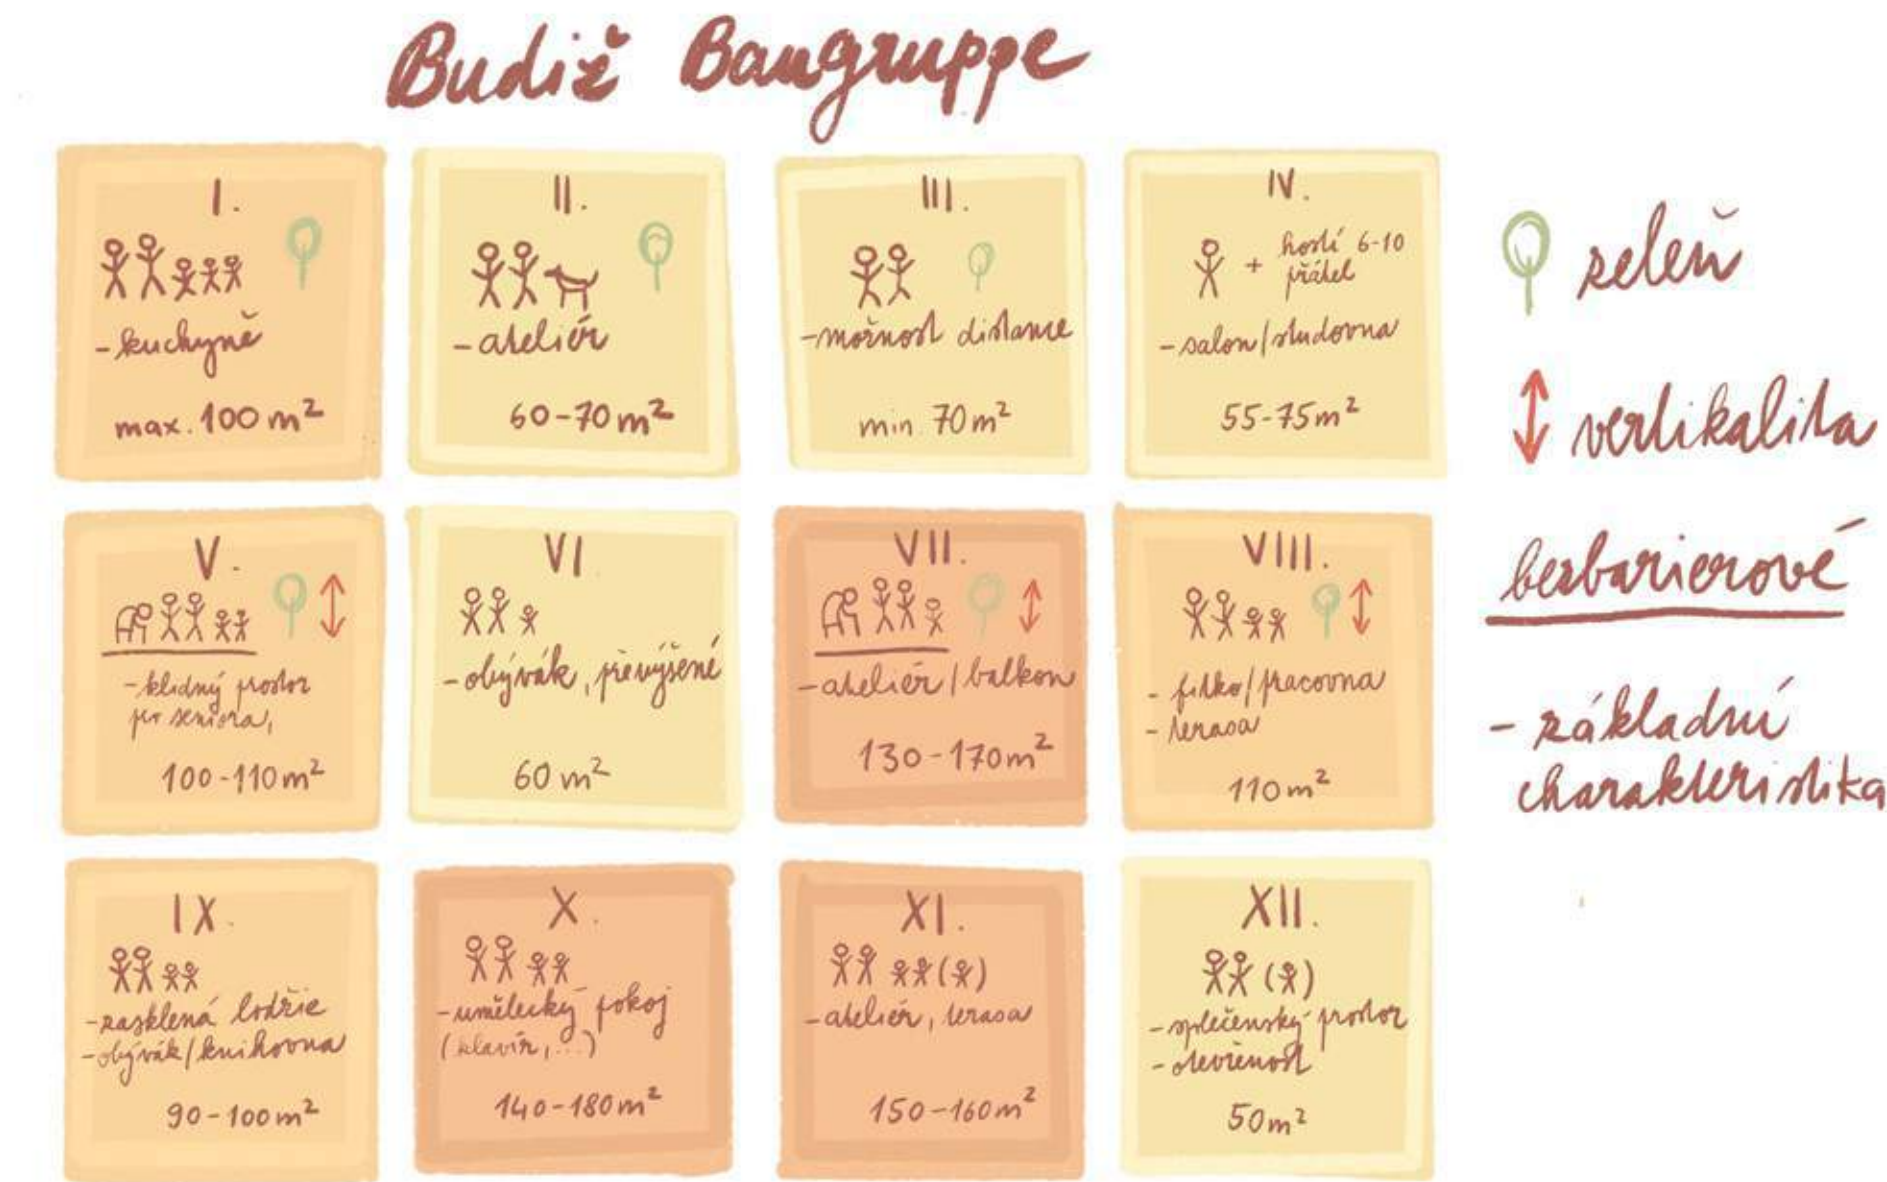 Budiž Baugruppe
I.
- kuchyně
max. 100 m²
II.
- ateliér
60-70 m²
III.
- možnost distance
min. 70 m²
IV.
+ hostí 6-10
přátel
- salon/studovna
55-75 m²
zeleň
vertikalita
bezbarierové
- základní
charakteristika
V.
- klidný prostor
pro seniora,
100-110 m²
VI
- obývák, převýšené
60 m²
VII.
- ateliér/balkon
130-170 m²
VIII.
- fitko/pracovna
- terasa
110 m²
IX.
- zasklená lodžie
- obývák/knihovna
90-100 m²
X.
- umělecký pokoj
(klavír,...)
140-180 m²
XI.
( )
- ateliér, terasa
150-160 m²
XII.
( )
- společenský prostor
- otevřenost
50 m²